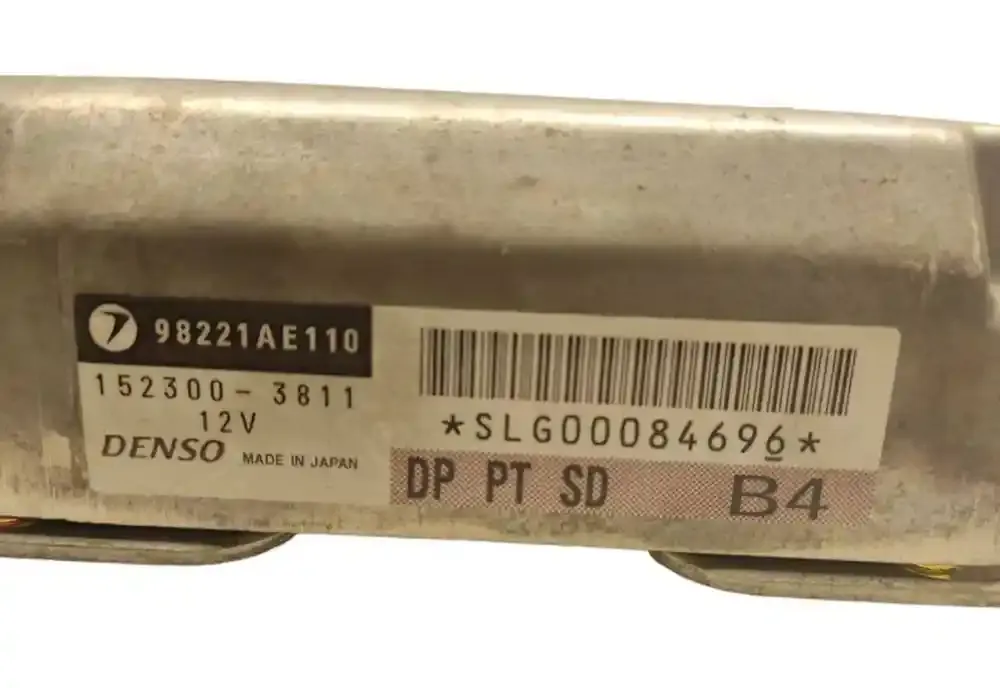 98221AE110
152300-3811
12V
DENSO MADE IN JAPAN
*SLG00084696*
DP PT SD B4